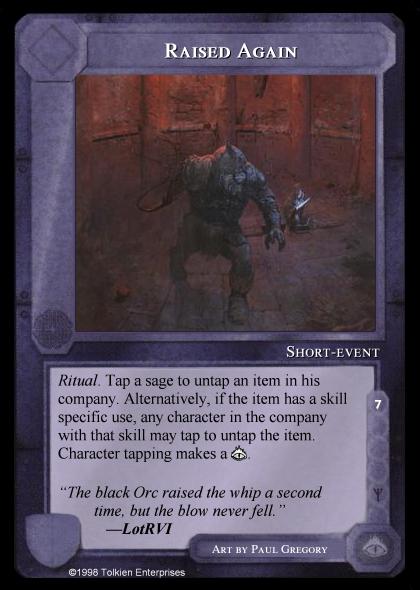 RAISED AGAIN
SHORT-EVENT
Ritual. Tap a sage to untap an item in his
company. Alternatively, if the item has a skill
specific use, any character in the company
with that skill may tap to untap the item.
Character tapping makes a
7
“The black Orc raised the whip a second
time, but the blow never fell.”
—LotRVI
ART BY PAUL GREGORY
©1998 Tolkien Enterprises